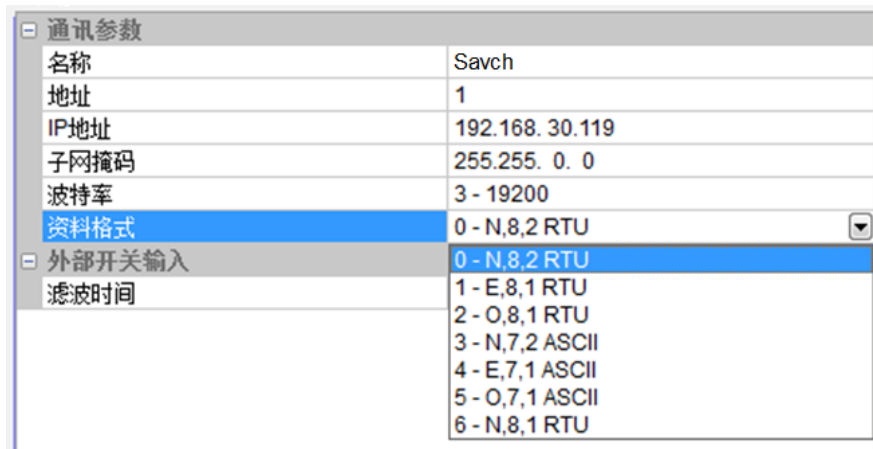 通讯参数
名称 Savch
地址 1
IP地址 192.168. 30.119
子网掩码 255.255. 0. 0
波特率 3 - 19200
资料格式 0 - N,8,2 RTU
外部开关输入 0 - N,8,2 RTU
滤波时间 1 - E,8,1 RTU
2 - O,8,1 RTU
3 - N,7,2 ASCII
4 - E,7,1 ASCII
5 - O,7,1 ASCII
6 - N,8,1 RTU